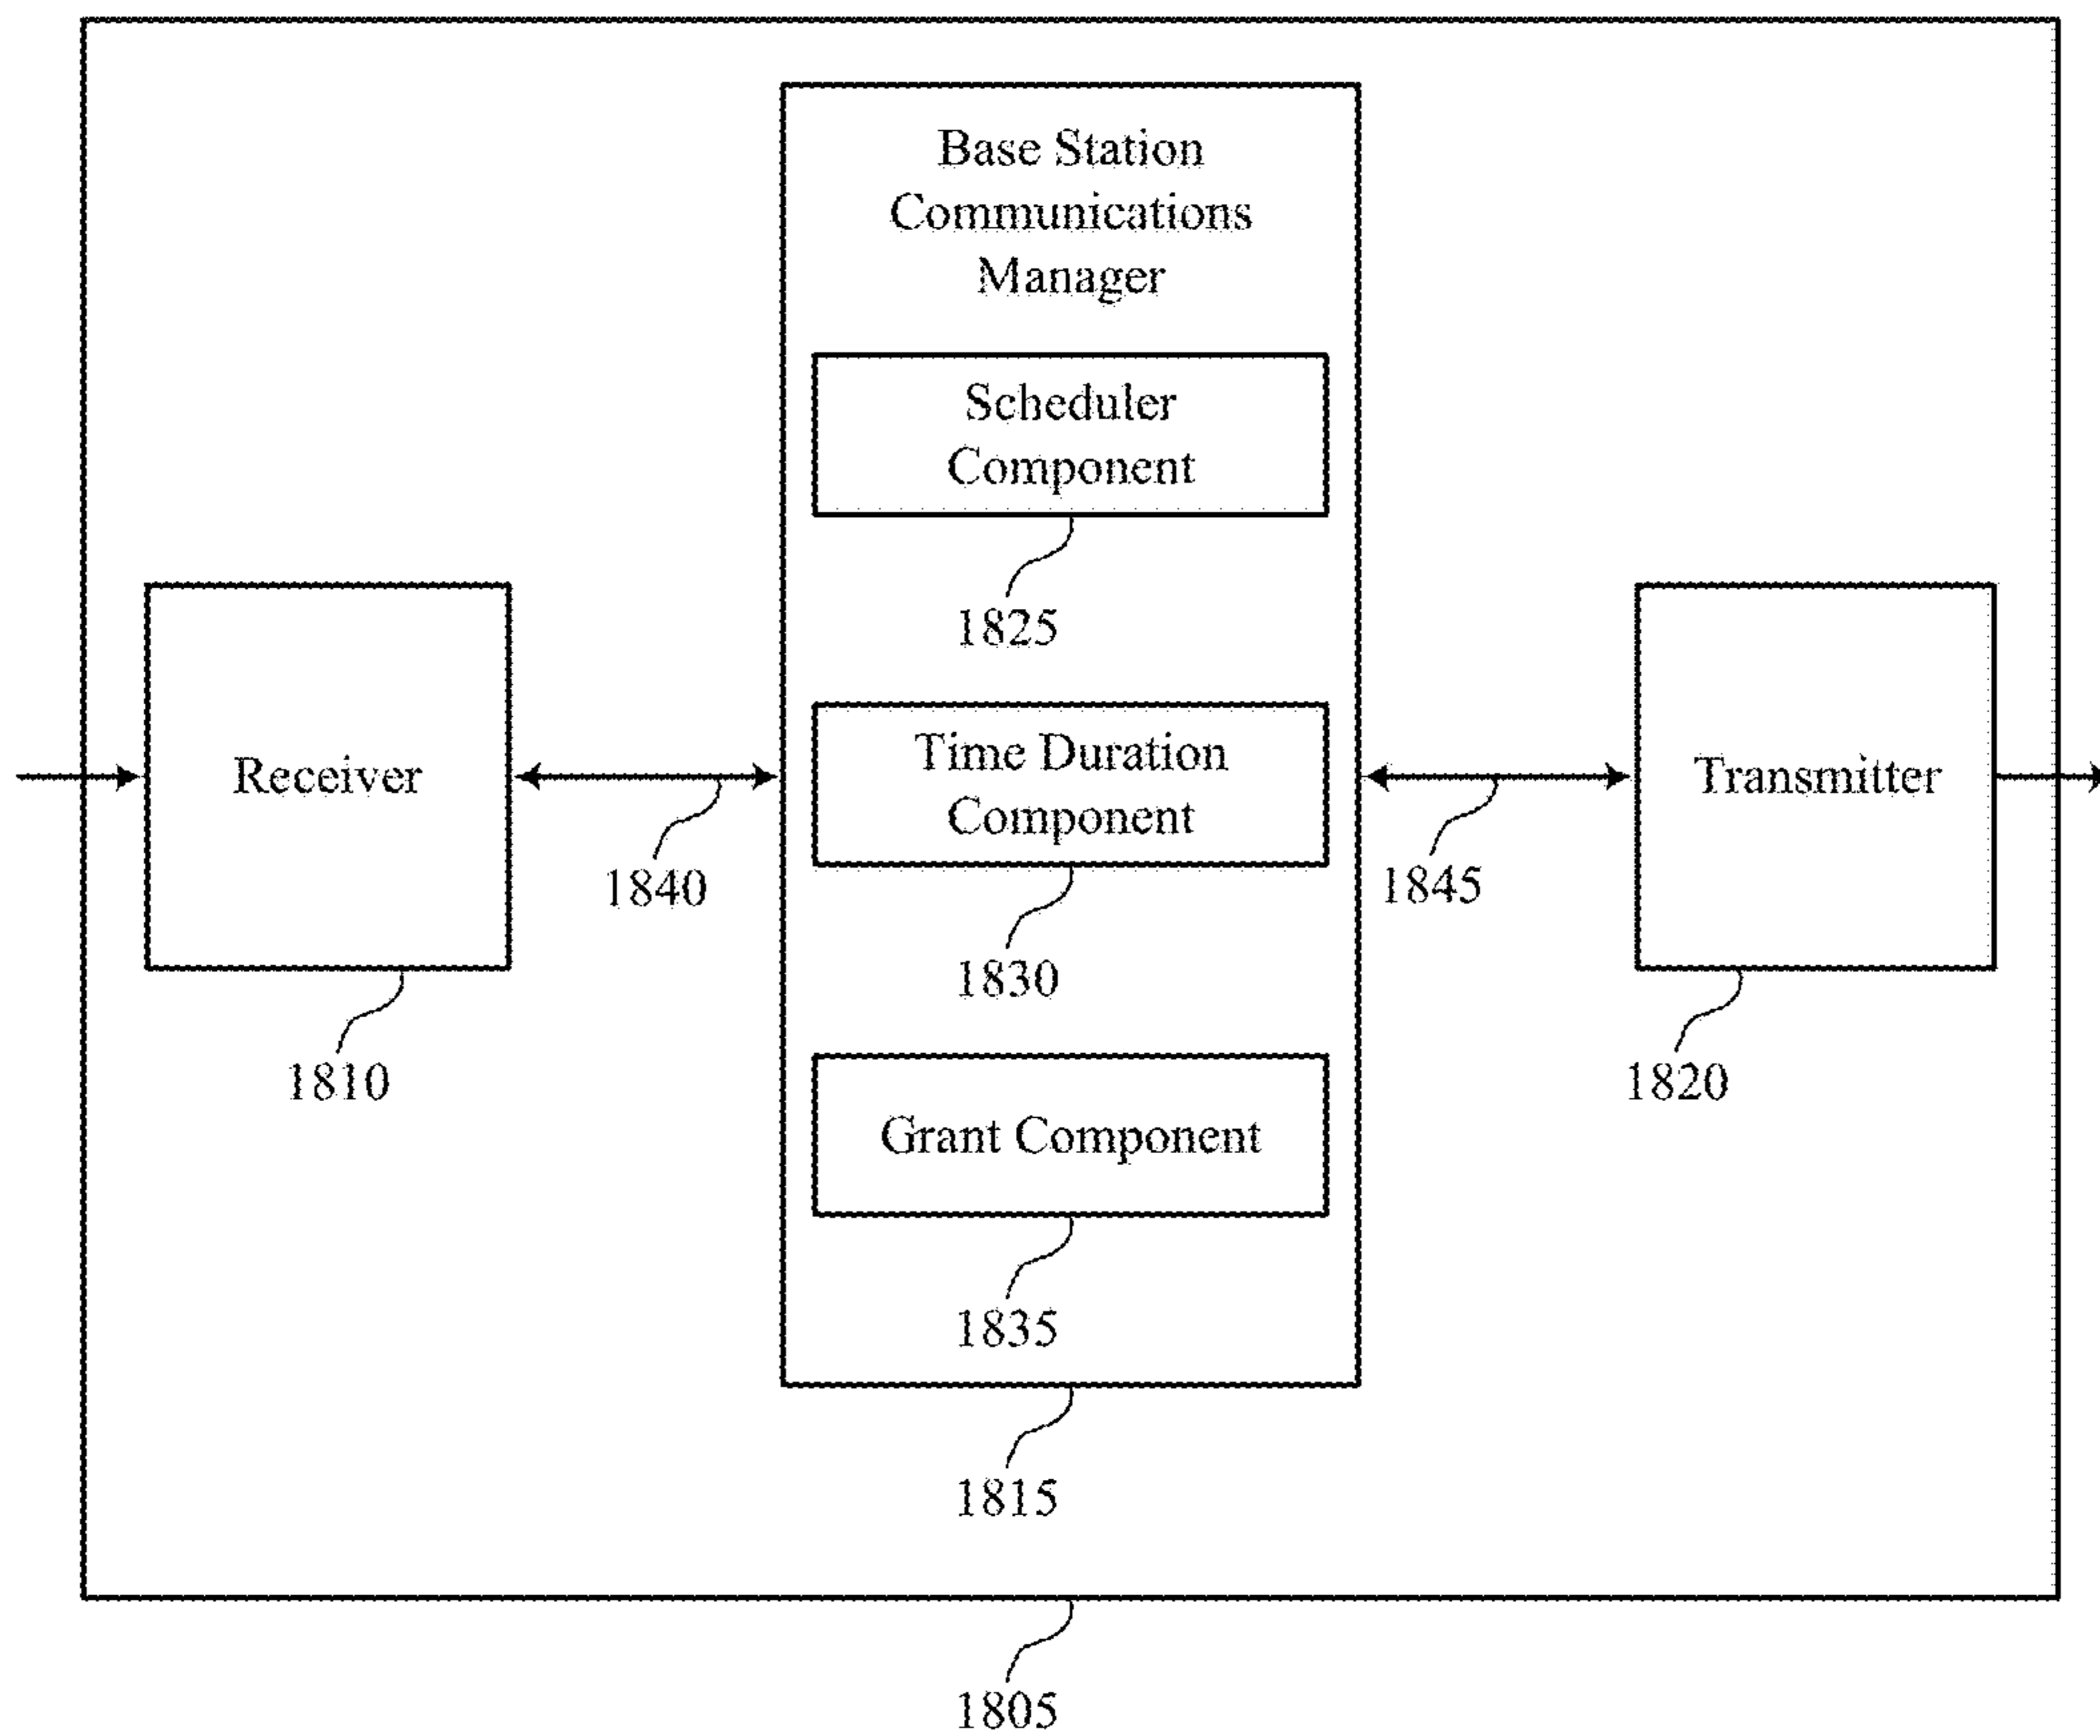 Base Station
Communications
Manager
Scheduler
Component
1825
Receiver
1810
1840
Time Duration
Component
1830
1845
Transmitter
1820
Grant Component
1835
1815
1805